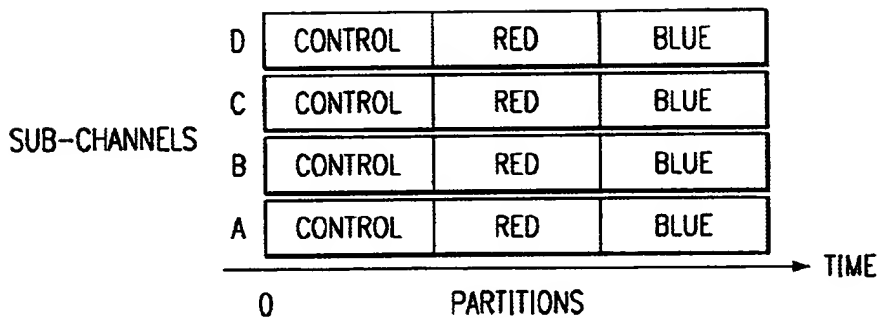 D CONTROL RED BLUE
C CONTROL RED BLUE
SUB-CHANNELS
B CONTROL RED BLUE
A CONTROL RED BLUE
TIME
0 PARTITIONS